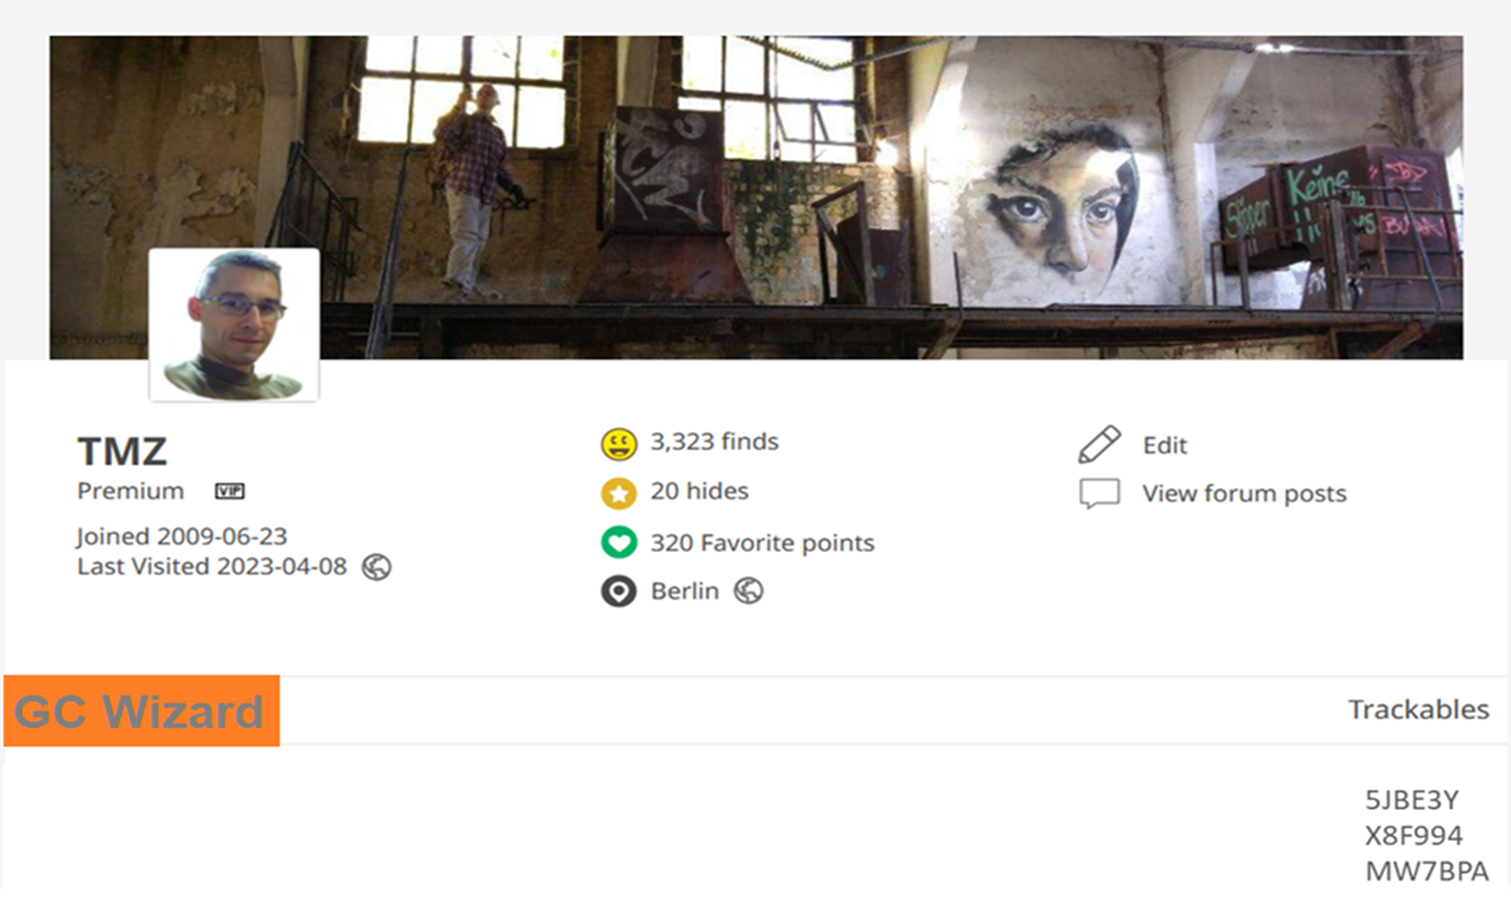 Keine
TMZ
Premium VIP
Joined 2009-06-23
Last Visited 2023-04-08
3,323 finds
20 hides
320 Favorite points
Berlin
Edit
View forum posts
GC Wizard
Trackables
5JBE3Y
X8F994
MW7BPA